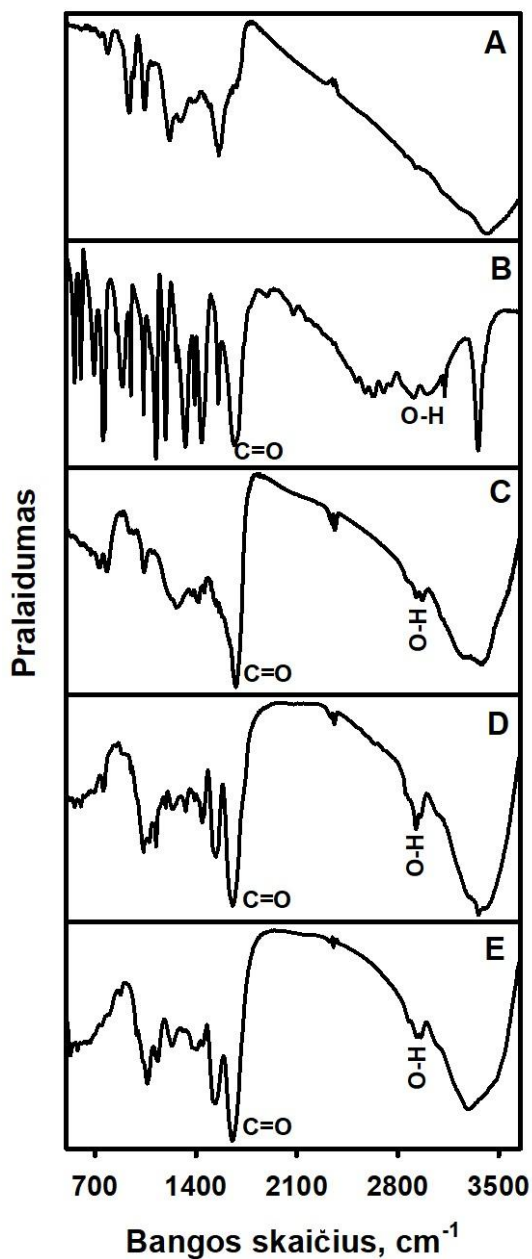 A
B
O-H
C=O
C
O-H
C=O
D
O-H
C=O
E
O-H
C=O
Pralaidumas
700 1400 2100 2800 3500
Bangos skaičius, cm⁻¹